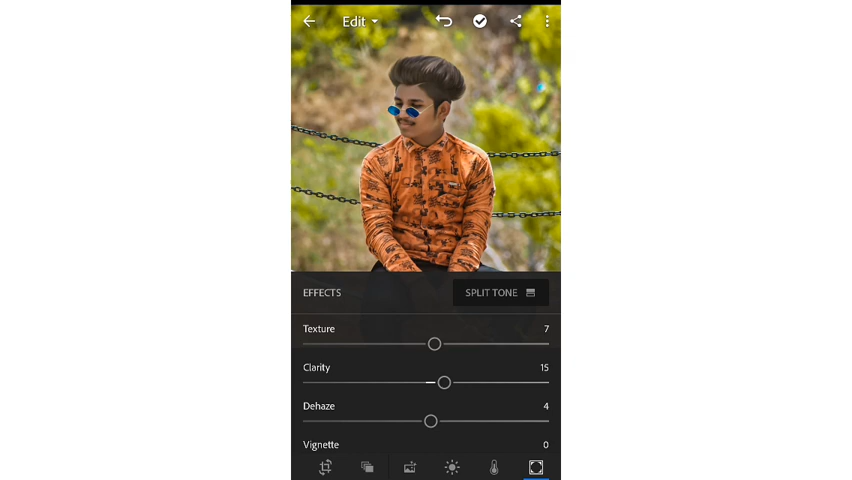 Edit
EFFECTS
SPLIT TONE
Texture 7
Clarity 15
Dehaze 4
Vignette 0